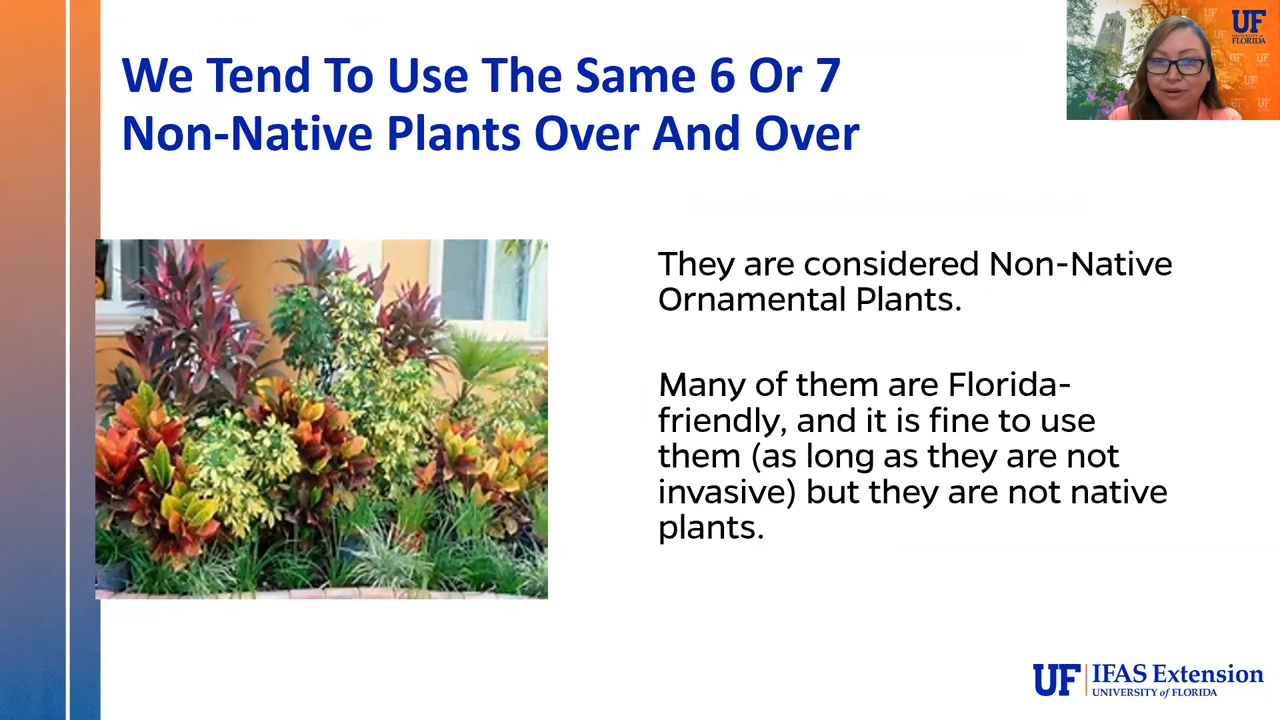 We Tend To Use The Same 6 Or 7
Non-Native Plants Over And Over
UF
UNIVERSITY of
FLORIDA
They are considered Non-Native
Ornamental Plants.
Many of them are Florida-
friendly, and it is fine to use
them (as long as they are not
invasive) but they are not native
plants.
UF IFAS Extension
UNIVERSITY of FLORIDA